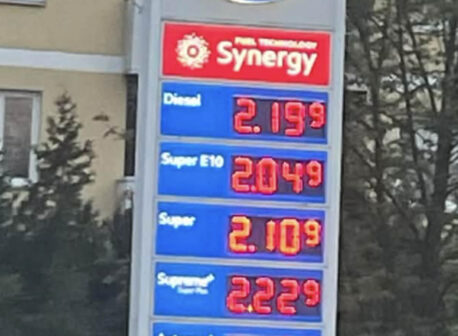 FUEL TECHNOLOGY
Synergy
Diesel 2.19⁹
Super E10 2.04⁹
Super 2.10⁹
Supreme+ 2.22⁹
Super Plus